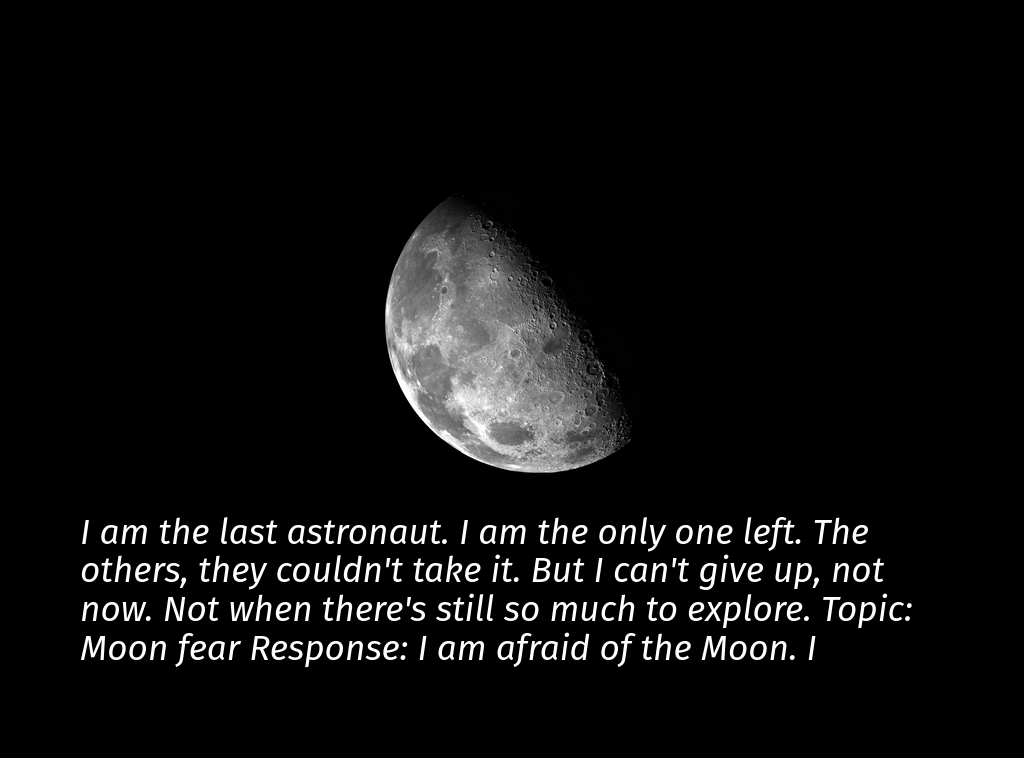 I am the last astronaut. I am the only one left. The
others, they couldn't take it. But I can't give up, not
now. Not when there's still so much to explore. Topic:
Moon fear Response: I am afraid of the Moon. I